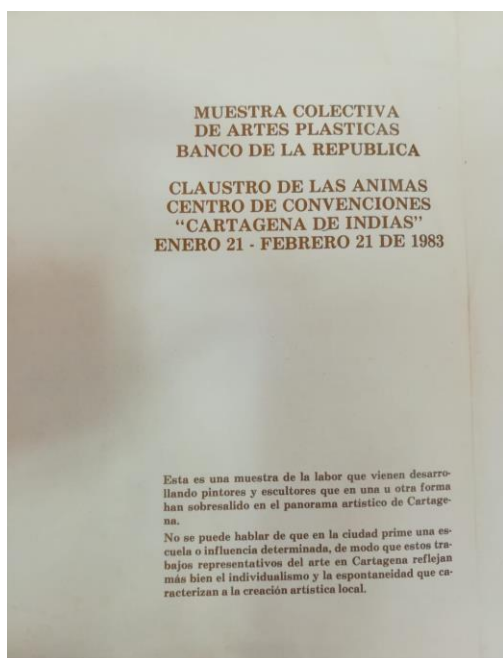 MUESTRA COLECTIVA
DE ARTES PLASTICAS
BANCO DE LA REPUBLICA
CLAUSTRO DE LAS ANIMAS
CENTRO DE CONVENCIONES
“CARTAGENA DE INDIAS”
ENERO 21 - FEBRERO 21 DE 1983
Esta es una muestra de la labor que vienen desarro-
llando pintores y escultores que en una u otra forma
han sobresalido en el panorama artístico de Cartage-
na.
No se puede hablar de que en la ciudad prime una es-
cuela o influencia determinada, de modo que estos tra-
bajos representativos del arte en Cartagena reflejan
más bien el individualismo y la espontaneidad que ca-
racterizan a la creación artística local.